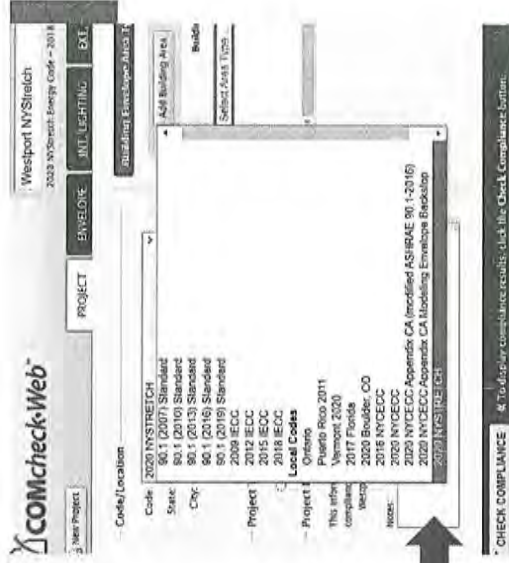 COMcheck-Web
Westport NYStretch
2020 NYStretch Energy Code - 2018
New Project
PROJECT
ENVELOPE
INT. LIGHTING
EXT.
Code/Location
Building Envelope Area
Code: 2020 NYSTRETCH
Add Building Area
State:
City:
Select Area Type
90.1 (2007) Standard
90.1 (2010) Standard
90.1 (2013) Standard
90.1 (2016) Standard
90.1 (2019) Standard
2009 IECC
2012 IECC
2015 IECC
2018 IECC
Local Codes
Ontario
Puerto Rico 2011
Vermont 2020
2017 Florida
2020 Boulder, CO
2016 NYCECC
2020 NYCECC
2020 NYCECC Appendix CA (modified ASHRAE 90.1-2016)
2020 NYCECC Appendix CA Modeling Envelope Backstop
2020 NYSTRETCH
Project
Project
This
compliance
Notes:
CHECK COMPLIANCE
To display compliance results, click the Check Compliance button.